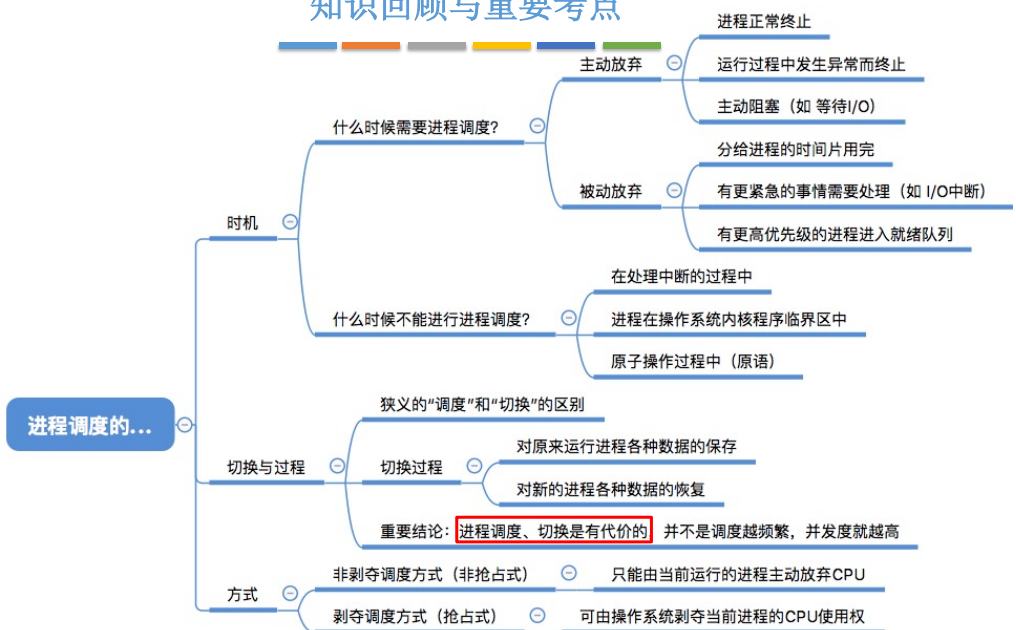 知识回顾与重要考点
进程正常终止
主动放弃
运行过程中发生异常而终止
主动阻塞（如 等待I/O）
什么时候需要进程调度？
分给进程的时间片用完
被动放弃
有更紧急的事情需要处理（如 I/O中断）
有更高优先级的进程进入就绪队列
时机
在处理中断的过程中
什么时候不能进行进程调度？
进程在操作系统内核程序临界区中
原子操作过程中（原语）
进程调度的...
狭义的“调度”和“切换”的区别
对原来运行进程各种数据的保存
切换与过程
切换过程
对新的进程各种数据的恢复
重要结论：进程调度、切换是有代价的，并不是调度越频繁，并发度就越高
方式
非剥夺调度方式（非抢占式）
只能由当前运行的进程主动放弃CPU
剥夺调度方式（抢占式）
可由操作系统剥夺当前进程的CPU使用权